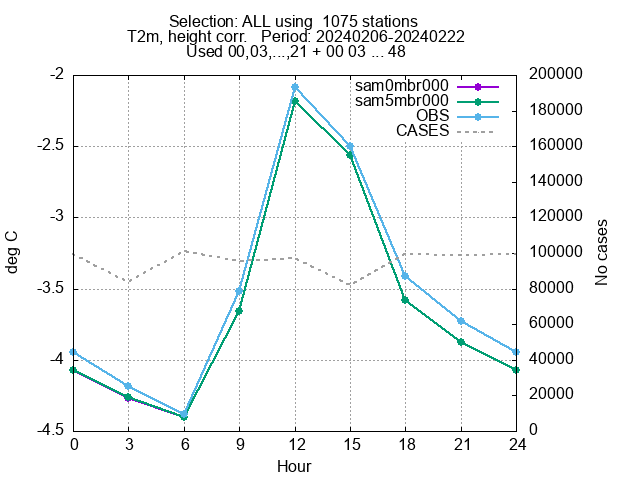 Selection: ALL using  1075 stations
T2m, height corr.   Period: 20240206-20240222
Used 00,03,...,21 + 00 03 ... 48
sam0mbr000
sam5mbr000
OBS
CASES
deg C
-2
-2.5
-3
-3.5
-4
-4.5
200000
180000
160000
140000
120000
100000
80000
60000
40000
20000
0
No cases
0 3 6 9 12 15 18 21 24
Hour